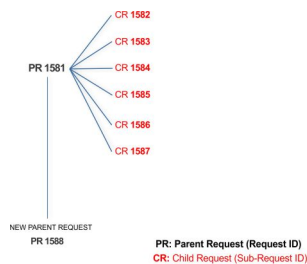 CR 1582
CR 1583
PR 1581
CR 1584
CR 1585
CR 1586
CR 1587
NEW PARENT REQUEST
PR 1588
PR: Parent Request (Request ID)
CR: Child Request (Sub-Request ID)